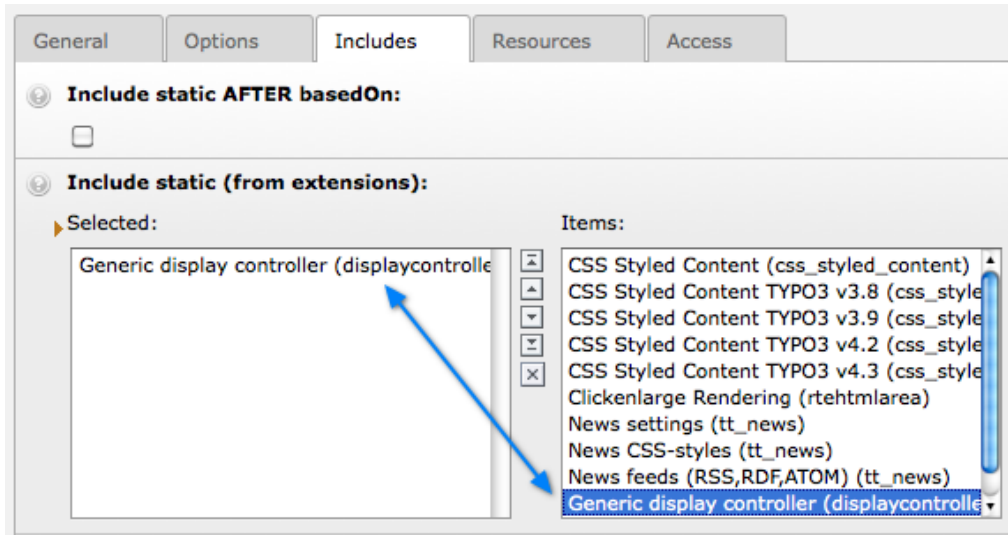 General Options Includes Resources Access
Include static AFTER basedOn:
Include static (from extensions):
Selected: Items:
Generic display controller (displaycontrolle
CSS Styled Content (css_styled_content)
CSS Styled Content TYPO3 v3.8 (css_style
CSS Styled Content TYPO3 v3.9 (css_style
CSS Styled Content TYPO3 v4.2 (css_style
CSS Styled Content TYPO3 v4.3 (css_style
Clickenlarge Rendering (rtehtmlarea)
News settings (tt_news)
News CSS-styles (tt_news)
News feeds (RSS,RDF,ATOM) (tt_news)
Generic display controller (displaycontrolle